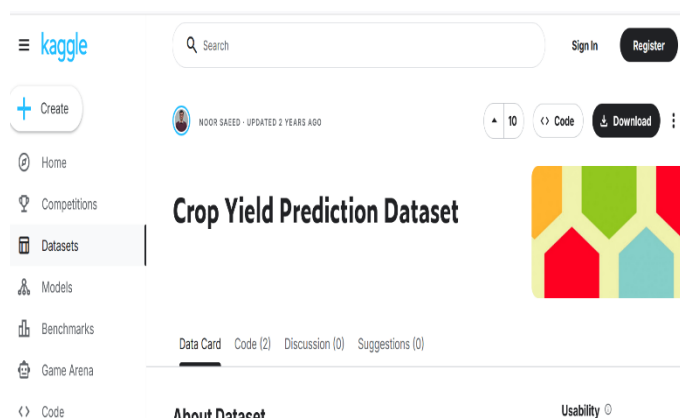 kaggle
Search
Sign In
Register
Create
NOOR SAEED · UPDATED 2 YEARS AGO
10
<> Code
Download
Home
Competitions
Crop Yield Prediction Dataset
Datasets
Models
Benchmarks
Data Card Code (2) Discussion (0) Suggestions (0)
Game Arena
<> Code
About Dataset
Usability